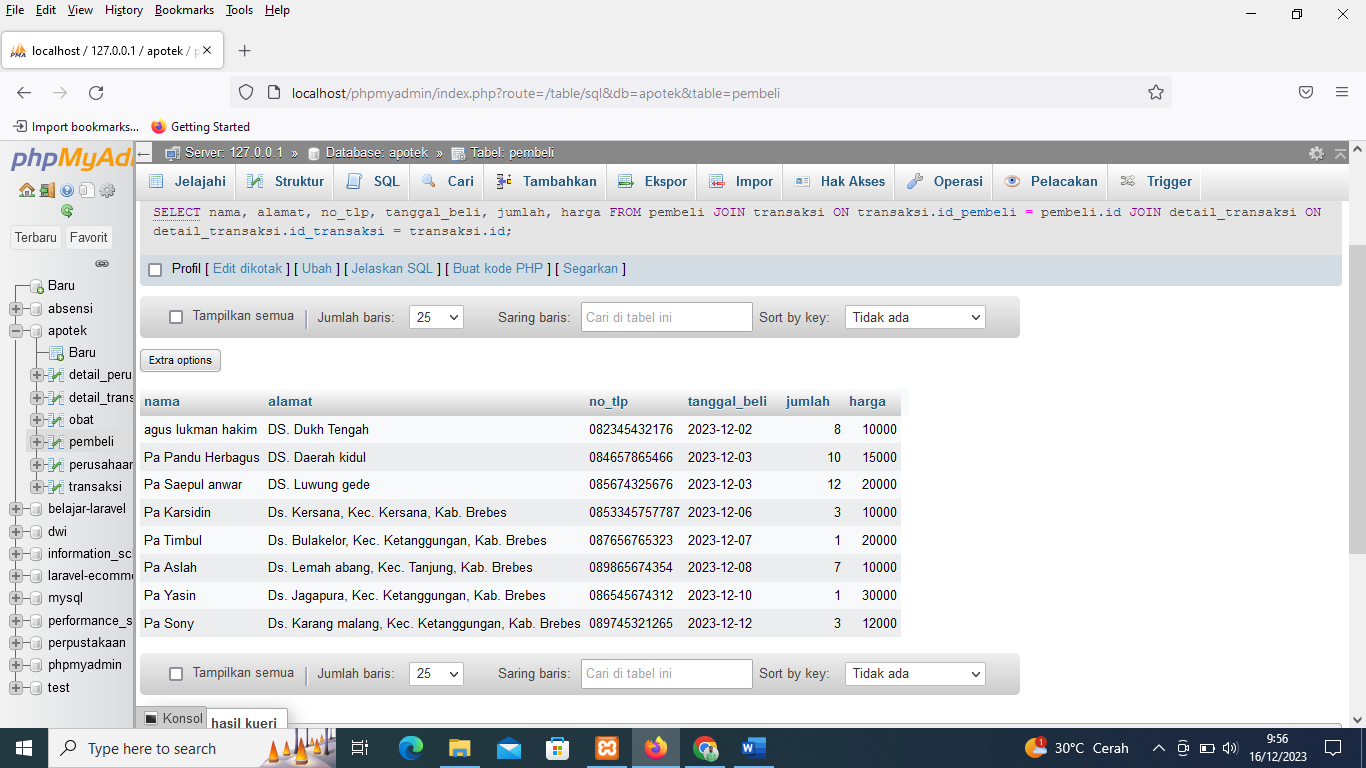 File Edit View History Bookmarks Tools Help
localhost / 127.0.0.1 / apotek / p
localhost/phpmyadmin/index.php?route=/table/sql&db=apotek&table=pembeli
Import bookmarks... Getting Started
phpMyAd
Terbaru Favorit
Baru
absensi
apotek
Baru
detail_peru
detail_trans
obat
pembeli
perusahaan
transaksi
belajar-laravel
dwi
information_sc
laravel-ecomme
mysql
performance_s
perpustakaan
phpmyadmin
test
Server: 127.0.0.1 » Database: apotek » Tabel: pembeli
Jelajahi Struktur SQL Cari Tambahkan Ekspor Impor Hak Akses Operasi Pelacakan Trigger
SELECT nama, alamat, no_tlp, tanggal_beli, jumlah, harga FROM pembeli JOIN transaksi ON transaksi.id_pembeli = pembeli.id JOIN detail_transaksi ON
detail_transaksi.id_transaksi = transaksi.id;
Profil [ Edit dikotak ] [ Ubah ] [ Jelaskan SQL ] [ Buat kode PHP ] [ Segarkan ]
Tampilkan semua Jumlah baris: 25 Saring baris: Cari di tabel ini Sort by key: Tidak ada
Extra options
nama alamat no_tlp tanggal_beli jumlah harga
agus lukman hakim DS. Dukh Tengah 082345432176 2023-12-02 8 10000
Pa Pandu Herbagus DS. Daerah kidul 084657865466 2023-12-03 10 15000
Pa Saepul anwar DS. Luwung gede 085674325676 2023-12-03 12 20000
Pa Karsidin Ds. Kersana, Kec. Kersana, Kab. Brebes 0853345757787 2023-12-06 3 10000
Pa Timbul Ds. Bulakelor, Kec. Ketanggungan, Kab. Brebes 087656765323 2023-12-07 1 20000
Pa Aslah Ds. Lemah abang, Kec. Tanjung, Kab. Brebes 089865674354 2023-12-08 7 10000
Pa Yasin Ds. Jagapura, Kec. Ketanggungan, Kab. Brebes 086545674312 2023-12-10 1 30000
Pa Sony Ds. Karang malang, Kec. Ketanggungan, Kab. Brebes 089745321265 2023-12-12 3 12000
Tampilkan semua Jumlah baris: 25 Saring baris: Cari di tabel ini Sort by key: Tidak ada
Konsol hasil kueri
Type here to search
1 30°C Cerah
9:56
16/12/2023